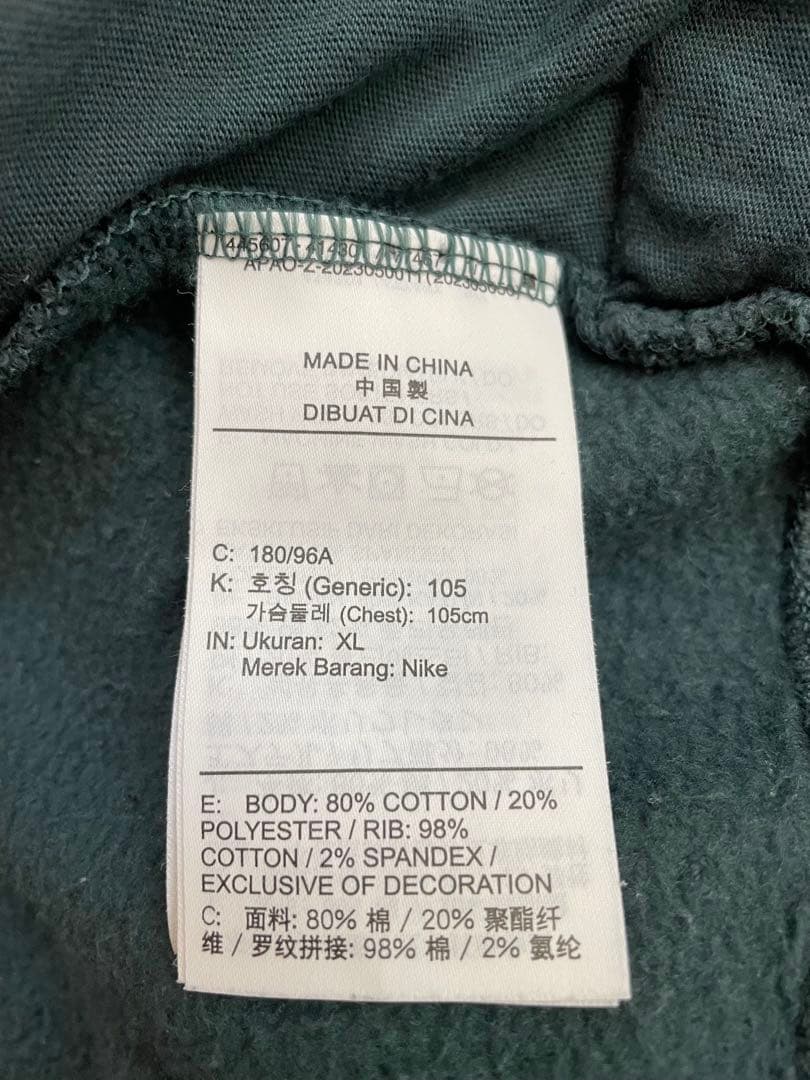 MADE IN CHINA
中 国 製
DIBUAT DI CINA
C: 180/96A
K: 호칭 (Generic): 105
가슴둘레 (Chest): 105cm
IN: Ukuran: XL
Merek Barang: Nike
E: BODY: 80% COTTON / 20%
POLYESTER / RIB: 98%
COTTON / 2% SPANDEX /
EXCLUSIVE OF DECORATION
C: 面料: 80% 棉 / 20% 聚酯纤
维 / 罗纹拼接: 98% 棉 / 2% 氨纶